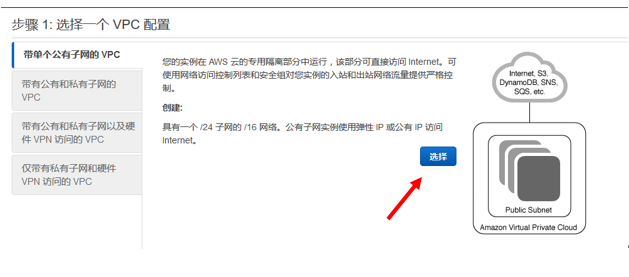 步骤 1: 选择一个 VPC 配置
带单个公有子网的 VPC
带有公有和私有子网的
VPC
带有公有和私有子网以及硬
件 VPN 访问的 VPC
仅带有私有子网和硬件
VPN 访问的 VPC
您的实例在 AWS 云的专用隔离部分中运行，该部分可直接访问 Internet。可
使用网络访问控制列表和安全组对您实例的入站和出站网络流量提供严格控
制。
创建:
具有一个 /24 子网的 /16 网络。公有子网实例使用弹性 IP 或公有 IP 访问
Internet。
选择
Internet, S3,
DynamoDB, SNS,
SQS, etc.
Public Subnet
Amazon Virtual Private Cloud